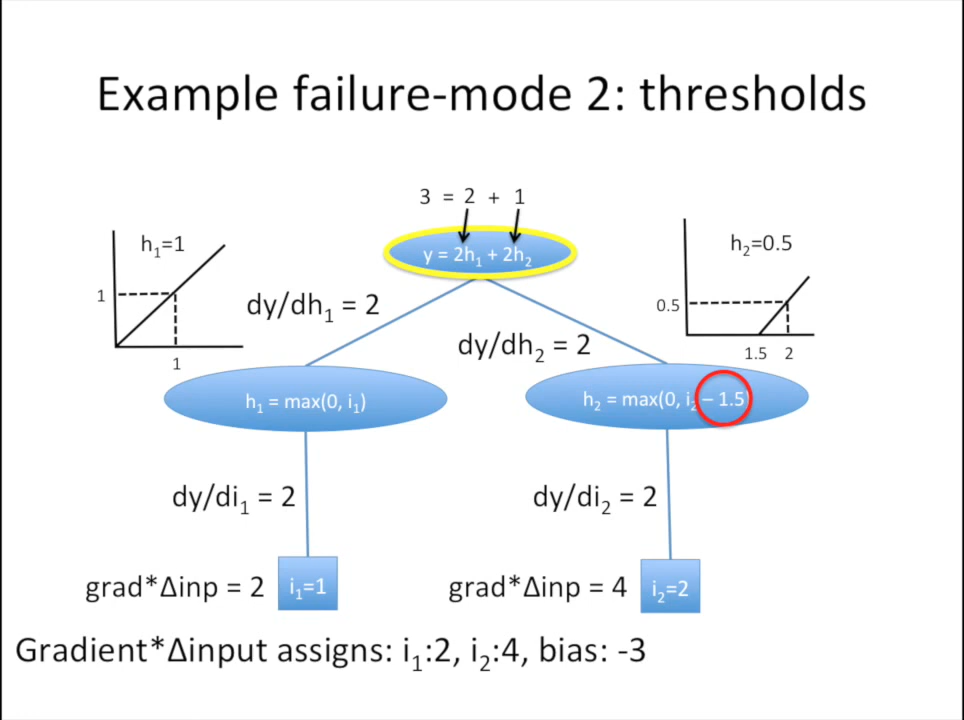 Example failure-mode 2: thresholds
3 = 2 + 1
h₁=1
y = 2h₁ + 2h₂
h₂=0.5
1
dy/dh₁ = 2
0.5
dy/dh₂ = 2
1
1.5 2
h₁ = max(0, i₁)
h₂ = max(0, i₂ – 1.5)
dy/di₁ = 2
dy/di₂ = 2
grad*Δinp = 2
i₁=1
grad*Δinp = 4
i₂=2
Gradient*Δinput assigns: i₁:2, i₂:4, bias: -3